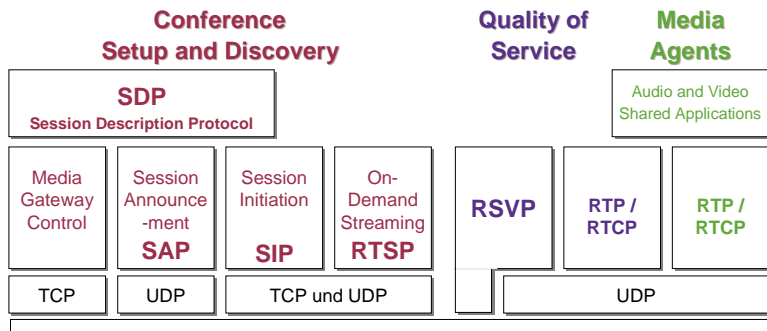 Conference
Setup and Discovery
Quality of
Service
Media
Agents
SDP
Session Description Protocol
Audio and Video
Shared Applications
Media
Gateway
Control
Session
Announce
-ment
SAP
Session
Initiation
SIP
On-
Demand
Streaming
RTSP
RSVP
RTP /
RTCP
RTP /
RTCP
TCP
UDP
TCP und UDP
UDP